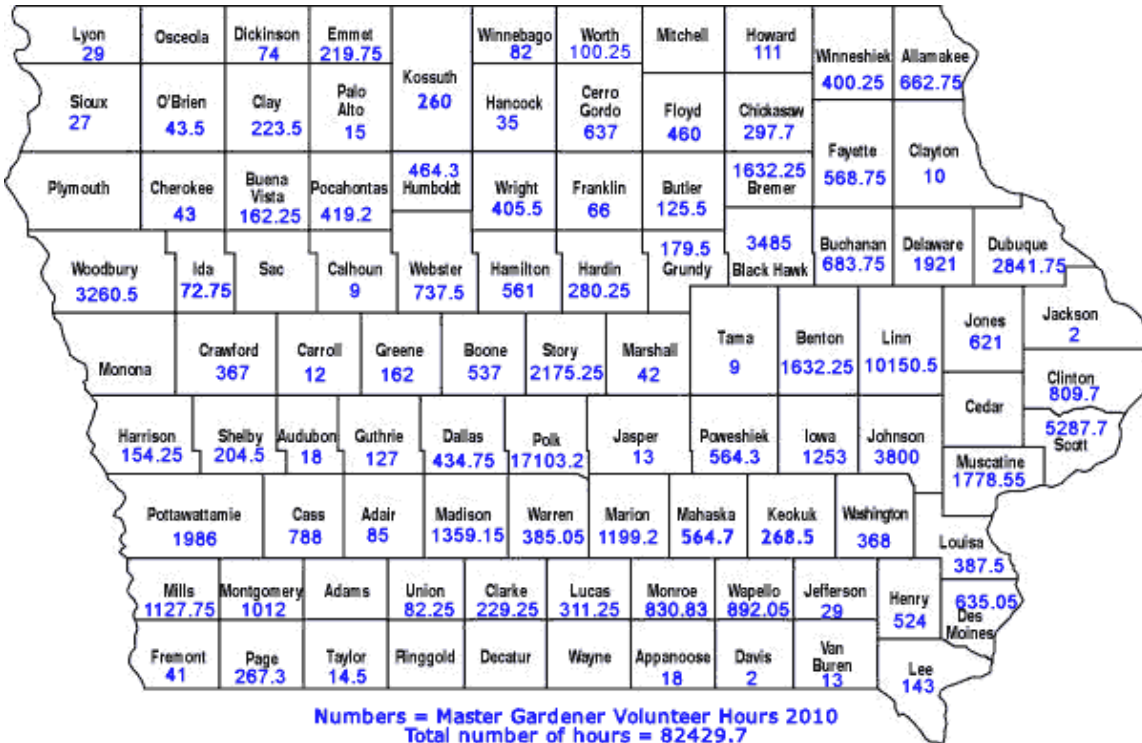 Lyon
29
Osceola
Dickinson
74
Emmet
219.75
Kossuth
260
Winnebago
82
Worth
100.25
Mitchell
Howard
111
Winneshiek
400.25
Allamakee
662.75
Sioux
27
O'Brien
43.5
Clay
223.5
Palo
Alto
15
Hancock
35
Cerro
Gordo
637
Floyd
460
Chickasaw
297.7
Fayette
568.75
Clayton
10
Plymouth
Cherokee
43
Buena
Vista
162.25
Pocahontas
419.2
464.3
Humboldt
Wright
405.5
Franklin
66
Butler
125.5
1632.25
Bremer
Woodbury
3260.5
Ida
72.75
Sac
Calhoun
9
Webster
737.5
Hamilton
561
Hardin
280.25
179.5
Grundy
3485
Black Hawk
Buchanan
683.75
Delaware
1921
Dubuque
2841.75
Monona
Crawford
367
Carroll
12
Greene
162
Boone
537
Story
2175.25
Marshall
42
Tama
9
Benton
1632.25
Linn
10150.5
Jones
621
Jackson
2
Clinton
809.7
Cedar
5287.7
Scott
Harrison
154.25
Shelby
204.5
Audubon
18
Guthrie
127
Dallas
434.75
Polk
17103.2
Jasper
13
Poweshiek
564.3
Iowa
1253
Johnson
3800
Muscatine
1778.55
Pottawattamie
1986
Cass
788
Adair
85
Madison
1359.15
Warren
385.05
Marion
1199.2
Mahaska
564.7
Keokuk
268.5
Washington
368
Louisa
387.5
Mills
1127.75
Montgomery
1012
Adams
Union
82.25
Clarke
229.25
Lucas
311.25
Monroe
830.83
Wapello
892.05
Jefferson
29
Henry
524
635.05
Des
Moines
Fremont
41
Page
267.3
Taylor
14.5
Ringgold
Decatur
Wayne
Appanoose
18
Davis
2
Van
Buren
13
Lee
143
Numbers = Master Gardener Volunteer Hours 2010
Total number of hours = 82429.7